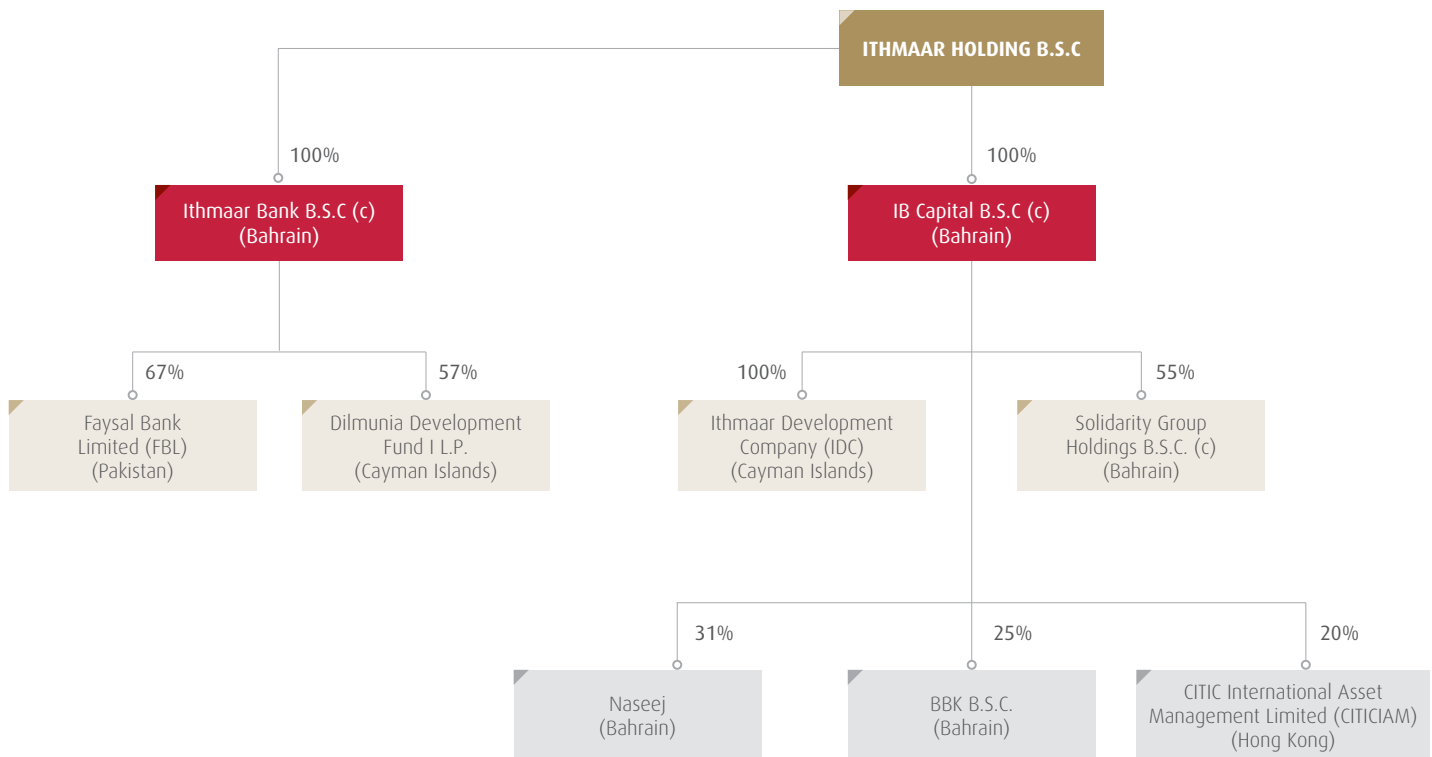 ITHMAAR HOLDING B.S.C
100%
100%
Ithmaar Bank B.S.C (c)
(Bahrain)
IB Capital B.S.C (c)
(Bahrain)
67%
57%
100%
55%
Faysal Bank
Limited (FBL)
(Pakistan)
Dilmunia Development
Fund I L.P.
(Cayman Islands)
Ithmaar Development
Company (IDC)
(Cayman Islands)
Solidarity Group
Holdings B.S.C. (c)
(Bahrain)
31%
25%
20%
Naseej
(Bahrain)
BBK B.S.C.
(Bahrain)
CITIC International Asset
Management Limited (CITICIAM)
(Hong Kong)